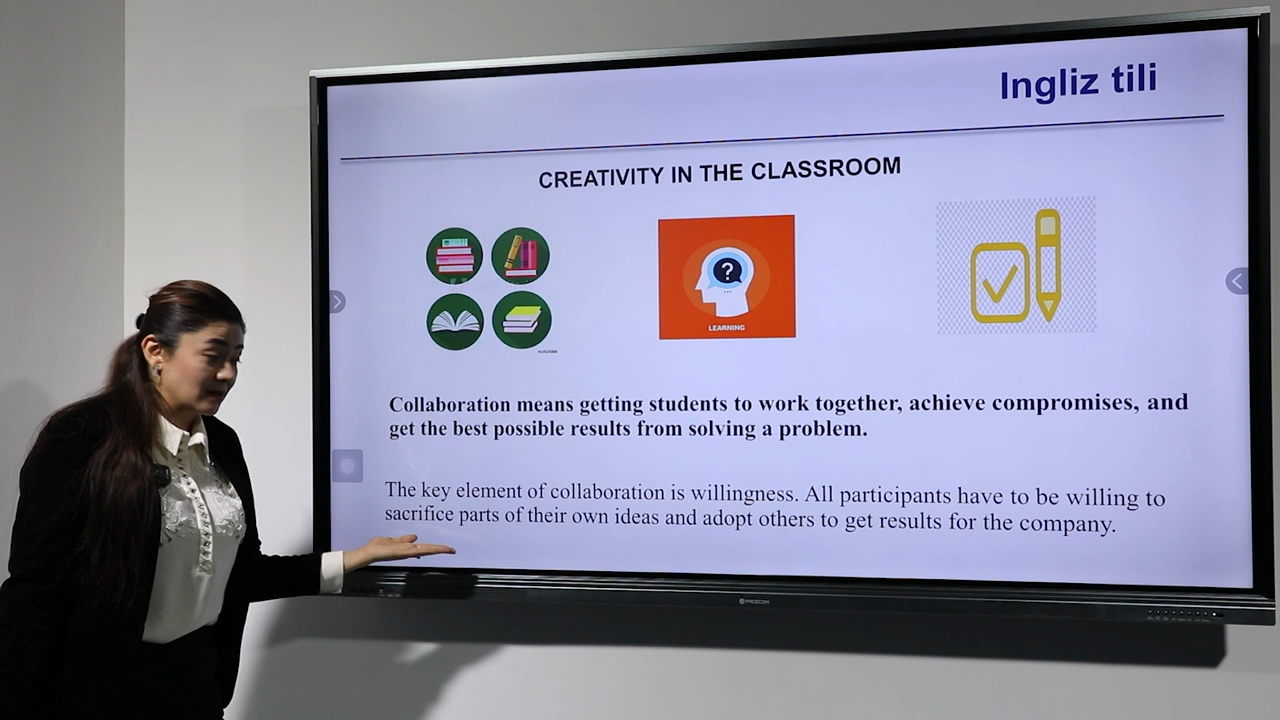 Ingliz tili
CREATIVITY IN THE CLASSROOM
LEARNING
Collaboration means getting students to work together, achieve compromises, and
get the best possible results from solving a problem.
The key element of collaboration is willingness. All participants have to be willing to
sacrifice parts of their own ideas and adopt others to get results for the company.